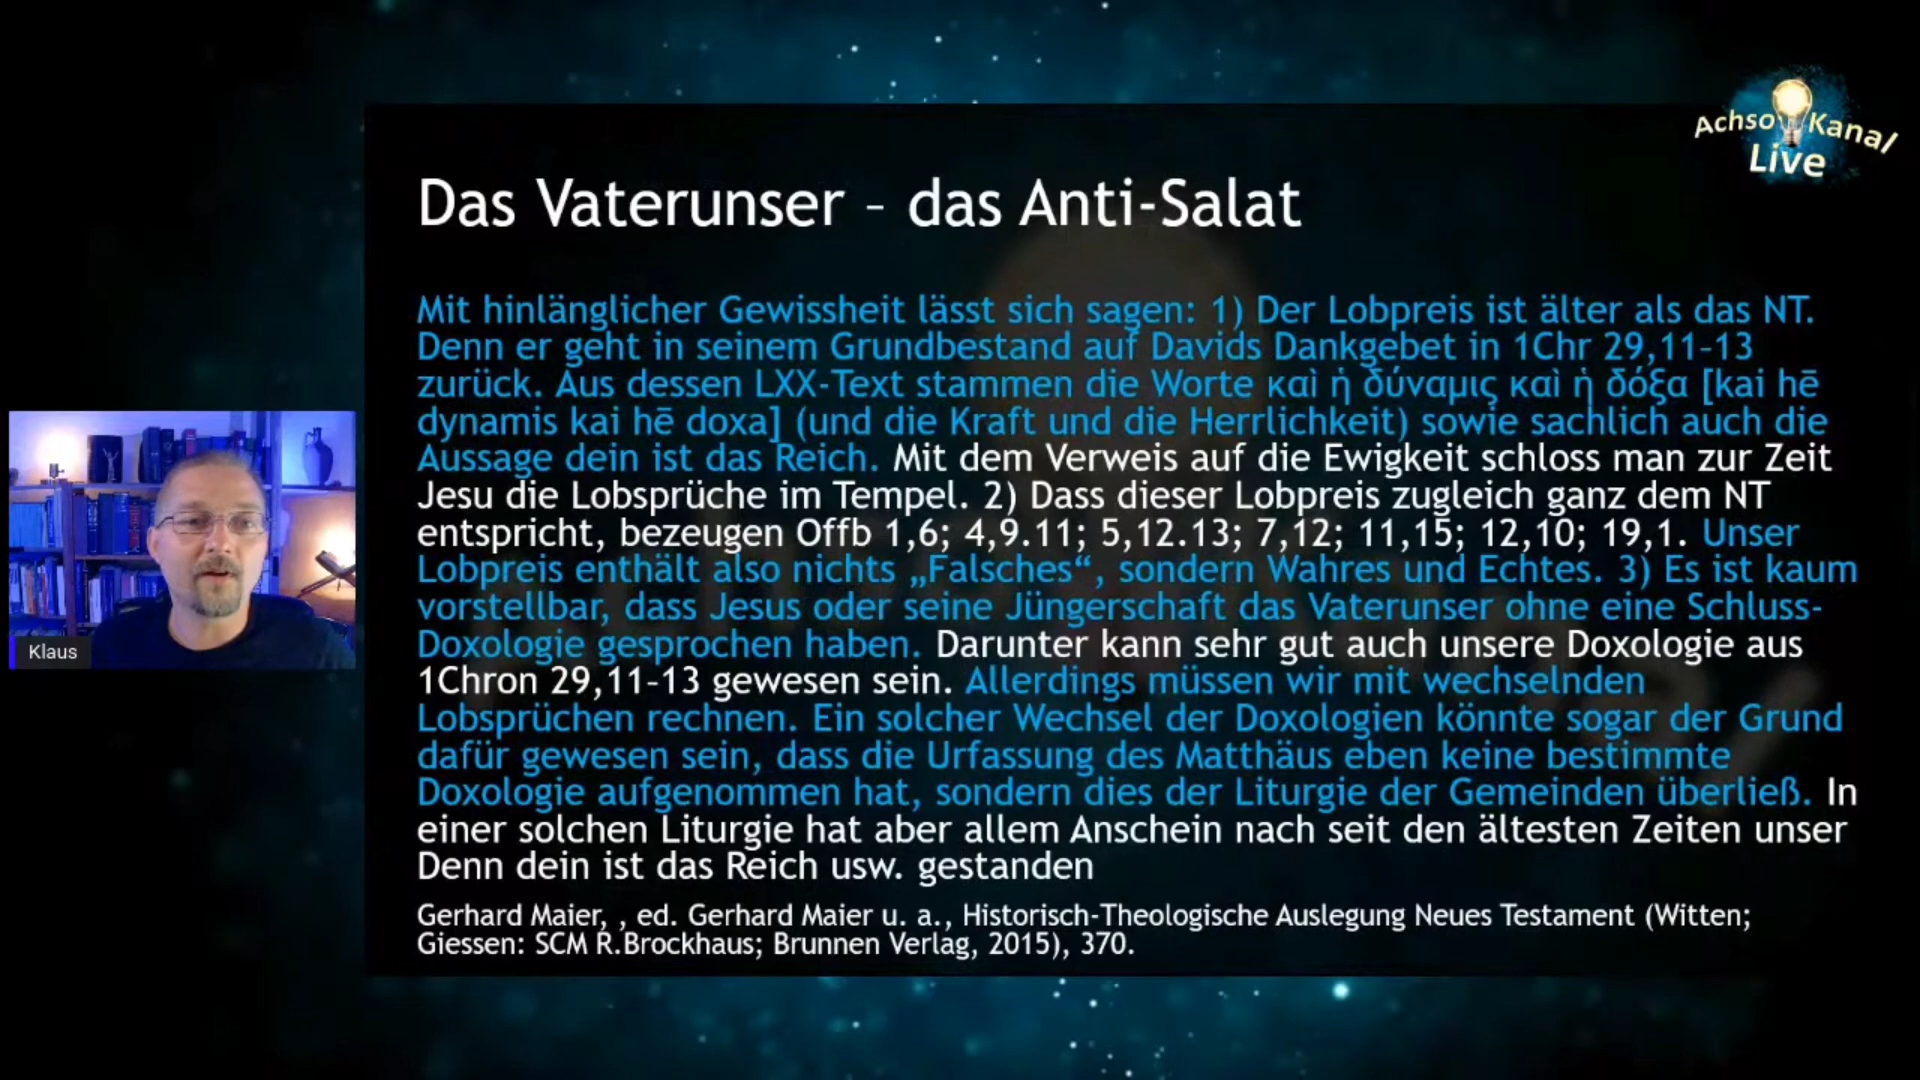 Achso Kanal
Live
Das Vaterunser – das Anti-Salat
Mit hinlänglicher Gewissheit lässt sich sagen: 1) Der Lobpreis ist älter als das NT.
Denn er geht in seinem Grundbestand auf Davids Dankgebet in 1Chr 29,11–13
zurück. Aus dessen LXX-Text stammen die Worte καὶ ἡ δύναμις καὶ ἡ δόξα [kai hē
dynamis kai hē doxa] (und die Kraft und die Herrlichkeit) sowie sachlich auch die
Aussage dein ist das Reich. Mit dem Verweis auf die Ewigkeit schloss man zur Zeit
Jesu die Lobsprüche im Tempel. 2) Dass dieser Lobpreis zugleich ganz dem NT
entspricht, bezeugen Offb 1,6; 4,9.11; 5,12.13; 7,12; 11,15; 12,10; 19,1. Unser
Lobpreis enthält also nichts „Falsches“, sondern Wahres und Echtes. 3) Es ist kaum
vorstellbar, dass Jesus oder seine Jüngerschaft das Vaterunser ohne eine Schluss-
Doxologie gesprochen haben. Darunter kann sehr gut auch unsere Doxologie aus
1Chron 29,11–13 gewesen sein. Allerdings müssen wir mit wechselnden
Lobsprüchen rechnen. Ein solcher Wechsel der Doxologien könnte sogar der Grund
dafür gewesen sein, dass die Urfassung des Matthäus eben keine bestimmte
Doxologie aufgenommen hat, sondern dies der Liturgie der Gemeinden überließ. In
einer solchen Liturgie hat aber allem Anschein nach seit den ältesten Zeiten unser
Denn dein ist das Reich usw. gestanden
Gerhard Maier, , ed. Gerhard Maier u. a., Historisch-Theologische Auslegung Neues Testament (Witten;
Giessen: SCM R.Brockhaus; Brunnen Verlag, 2015), 370.
Klaus